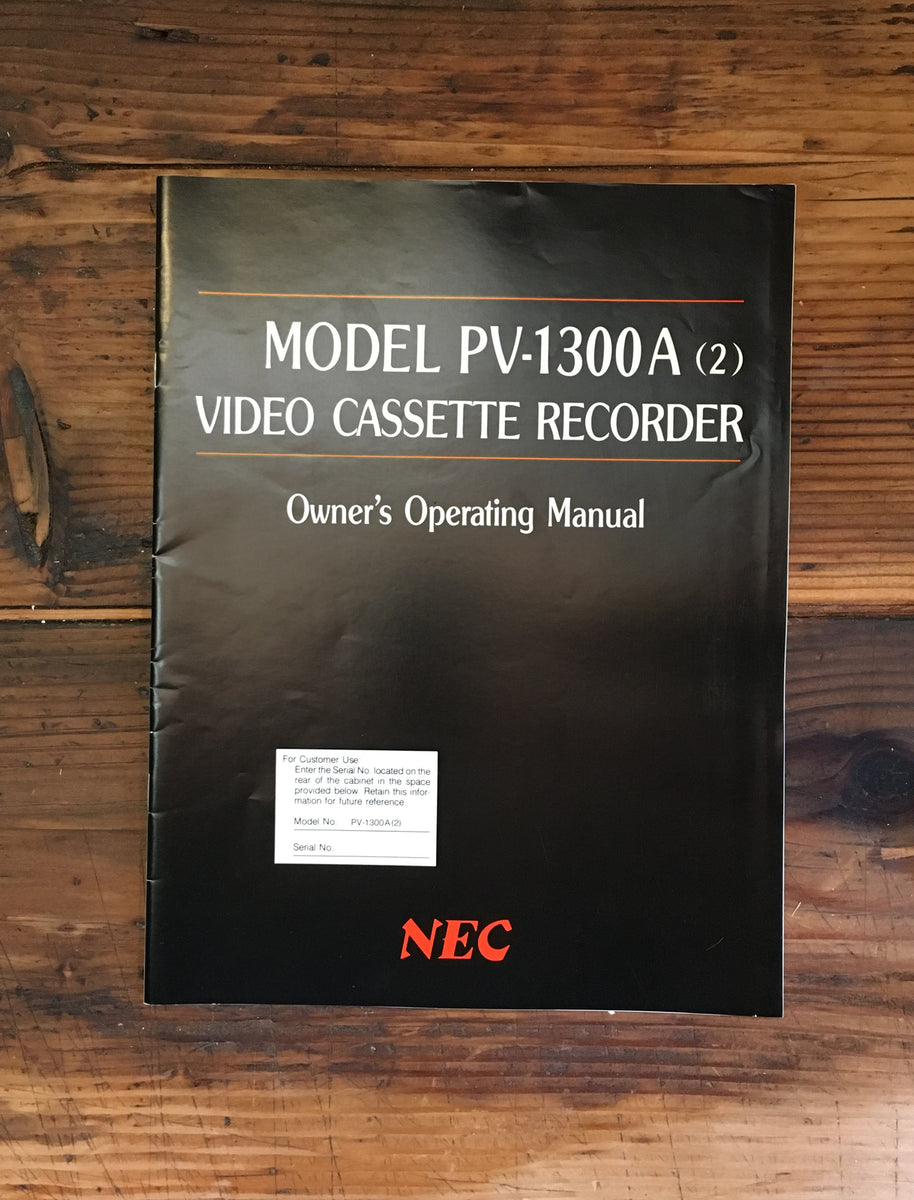 MODEL PV-1300A (2)
VIDEO CASSETTE RECORDER
Owner's Operating Manual
For Customer Use:
Enter the Serial No. located on the
rear of the cabinet in the space
provided below. Retain this infor-
mation for future reference.
Model No. PV-1300A(2)
Serial No.
NEC